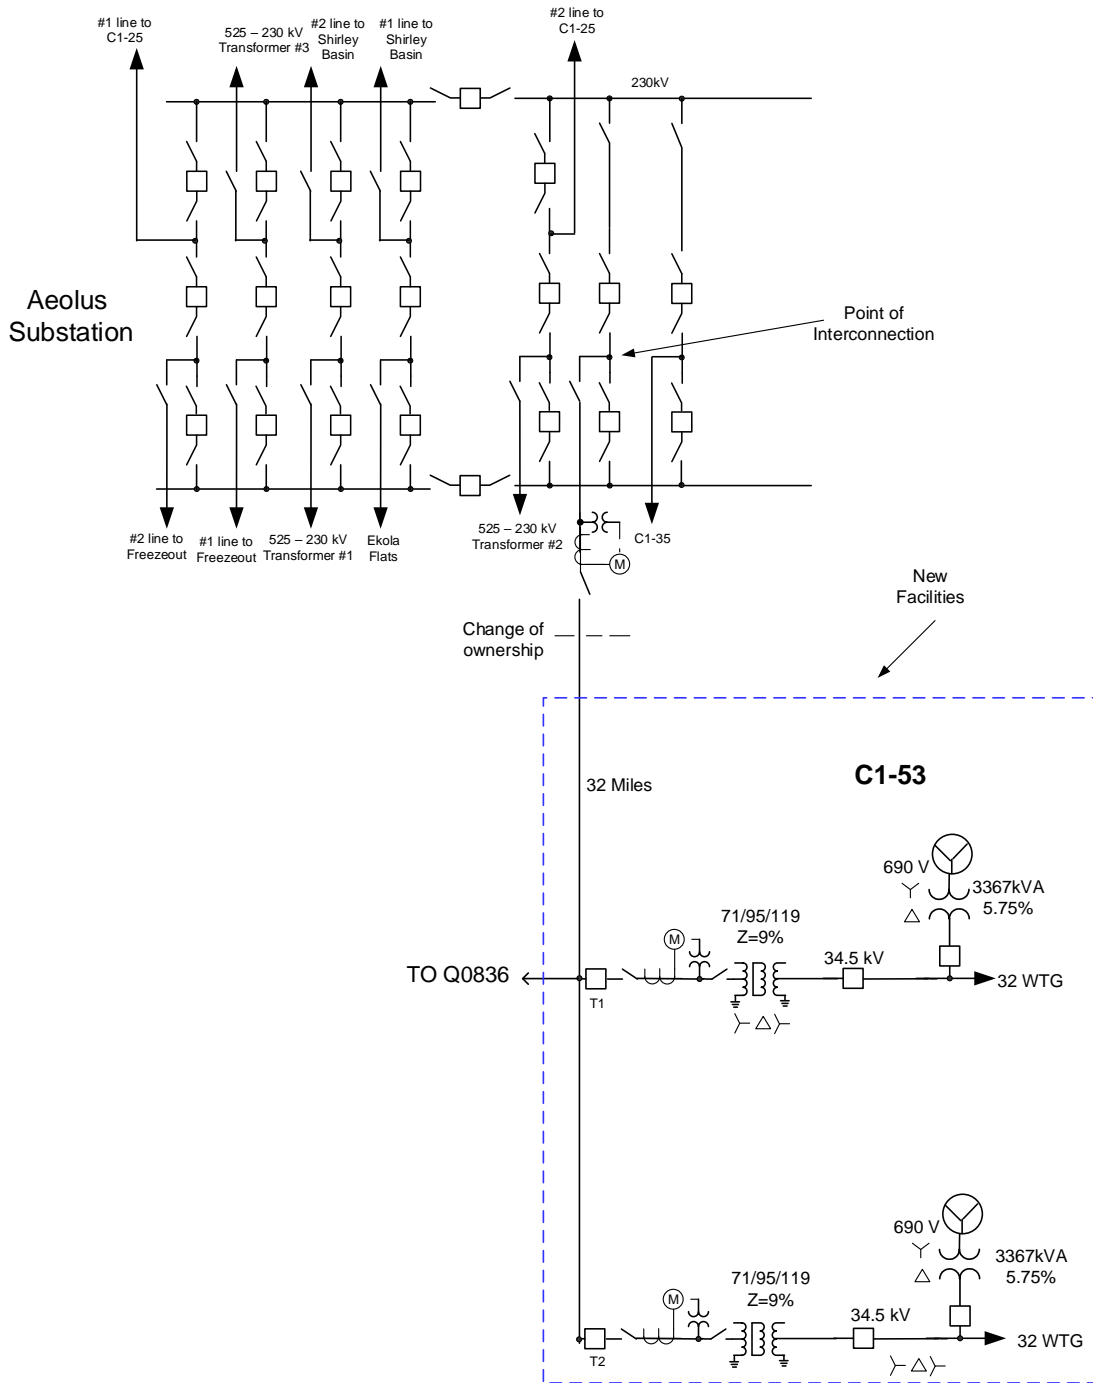 #1 line to
C1-25
525 – 230 kV
Transformer #3
#2 line to
Shirley
Basin
#1 line to
Shirley
Basin
#2 line to
C1-25
230kV
Aeolus
Substation
Point of
Interconnection
#2 line to
Freezeout
#1 line to
Freezeout
525 – 230 kV
Transformer #1
Ekola
Flats
525 – 230 kV
Transformer #2
C1-35
M
New
Facilities
Change of
ownership
32 Miles
C1-53
690 V
3367kVA
5.75%
71/95/119
Z=9%
M
34.5 kV
TO Q0836
T1
32 WTG
690 V
3367kVA
5.75%
71/95/119
Z=9%
M
34.5 kV
T2
32 WTG